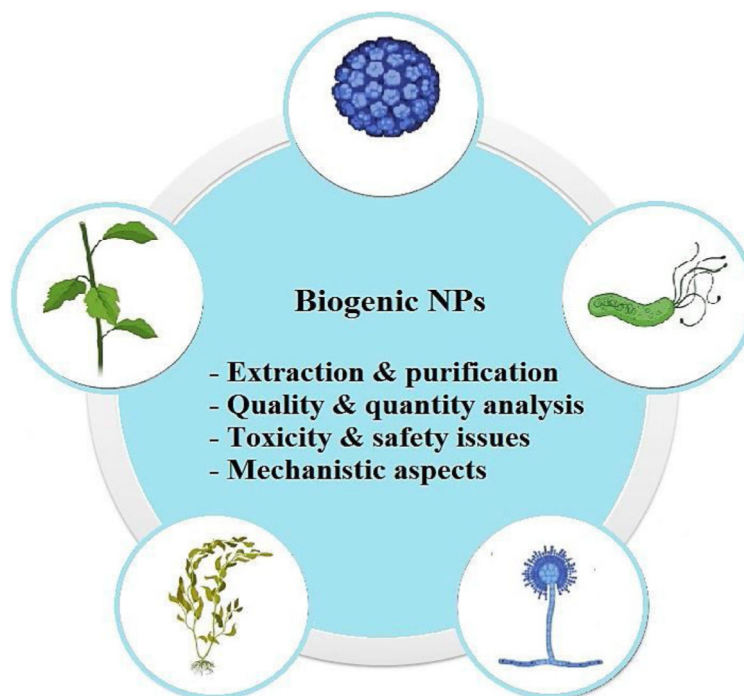 Biogenic NPs
- Extraction & purification
- Quality & quantity analysis
- Toxicity & safety issues
- Mechanistic aspects